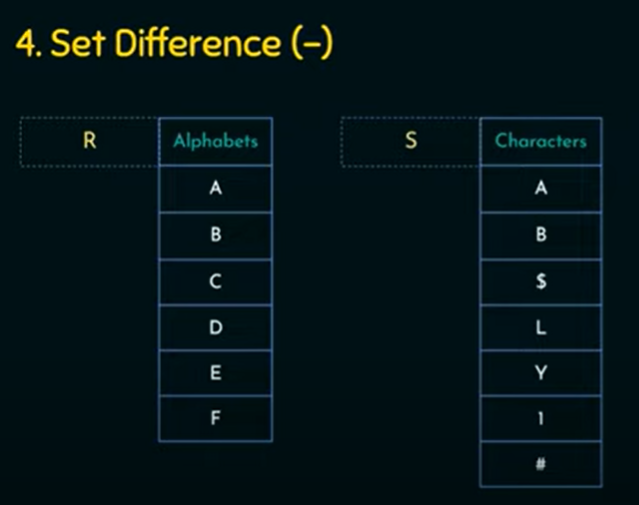 4. Set Difference (-)
R Alphabets
A
B
C
D
E
F
S Characters
A
B
$
L
Y
1
#